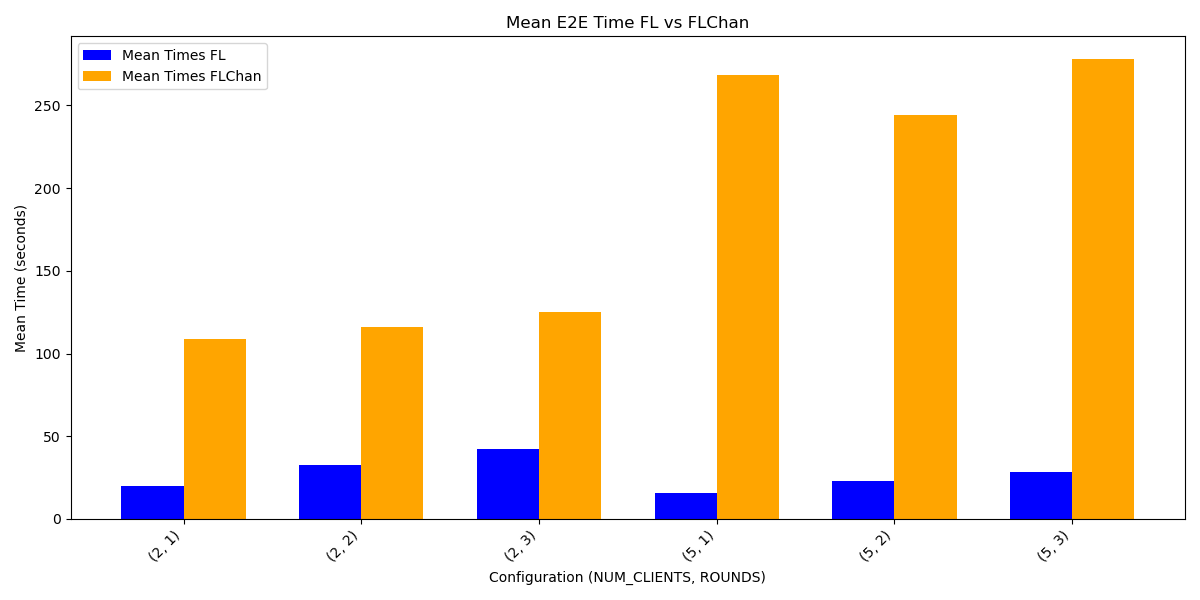 Mean E2E Time FL vs FLChan
Mean Times FL
Mean Times FLChan
Mean Time (seconds)
250
200
150
100
50
0
(2, 1)
(2, 2)
(2, 3)
(5, 1)
(5, 2)
(5, 3)
Configuration (NUM_CLIENTS, ROUNDS)